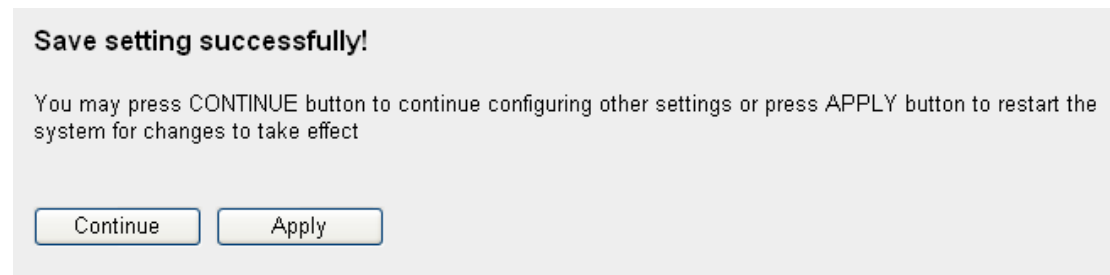 Save setting successfully!
You may press CONTINUE button to continue configuring other settings or press APPLY button to restart the
system for changes to take effect
Continue
Apply